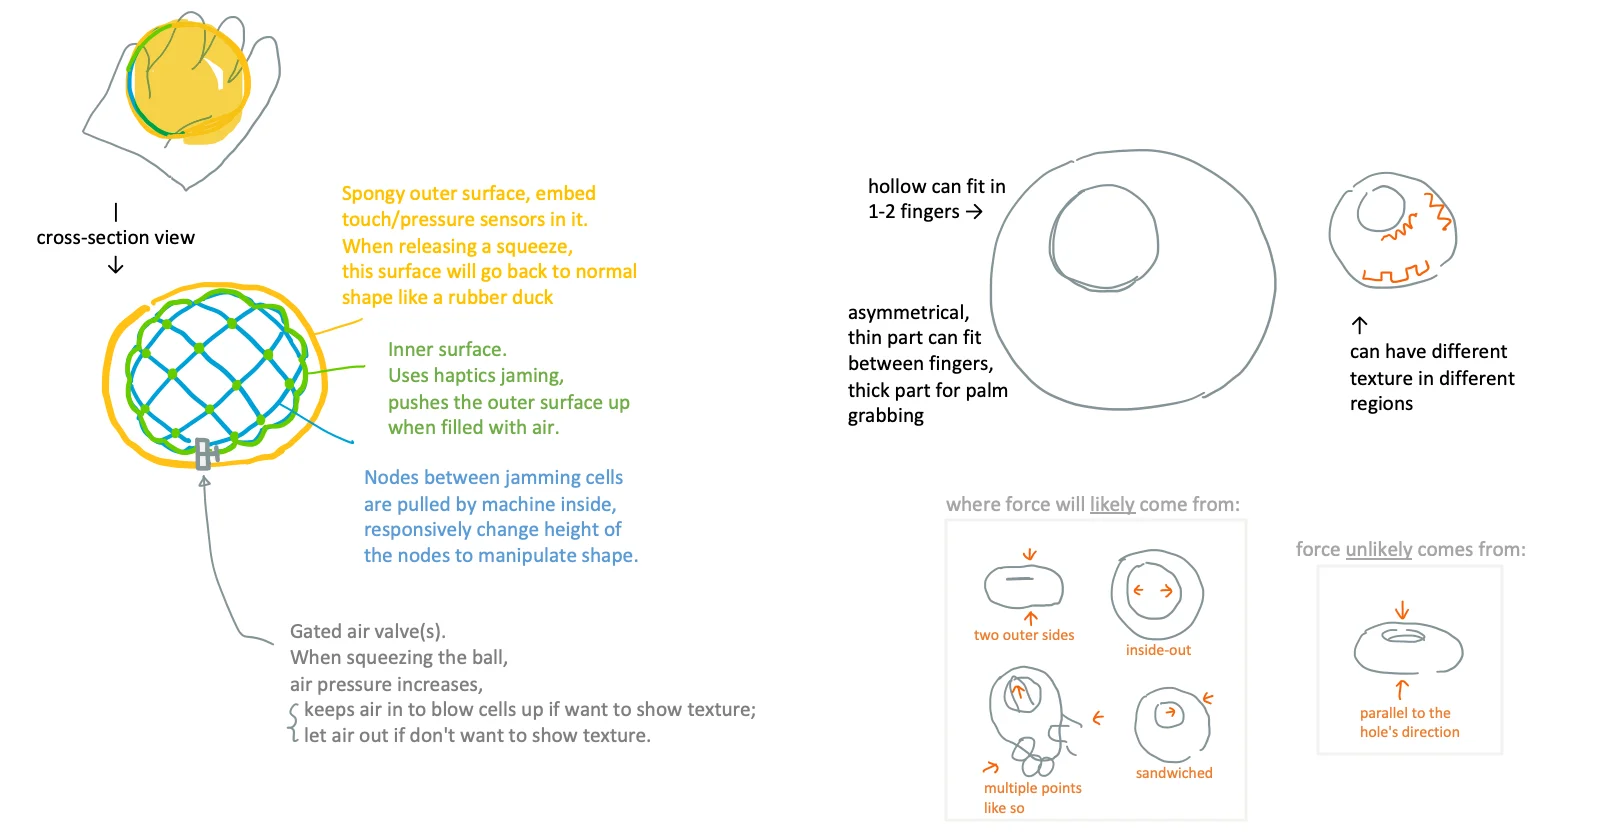 cross-section view
Spongy outer surface, embed
touch/pressure sensors in it.
When releasing a squeeze,
this surface will go back to normal
shape like a rubber duck
Inner surface.
Uses haptics jaming,
pushes the outer surface up
when filled with air.
Nodes between jamming cells
are pulled by machine inside,
responsively change height of
the nodes to manipulate shape.
Gated air valve(s).
When squeezing the ball,
air pressure increases,
keeps air in to blow cells up if want to show texture;
let air out if don't want to show texture.
hollow can fit in
1-2 fingers →
asymmetrical,
thin part can fit
between fingers,
thick part for palm
grabbing
can have different
texture in different
regions
where force will likely come from:
two outer sides
inside-out
multiple points
like so
sandwiched
force unlikely comes from:
parallel to the
hole's direction